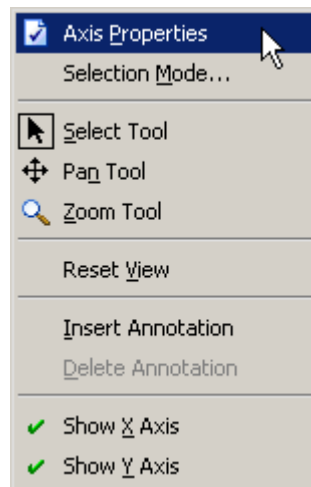 Axis Properties
Selection Mode...
Select Tool
Pan Tool
Zoom Tool
Reset View
Insert Annotation
Delete Annotation
Show X Axis
Show Y Axis